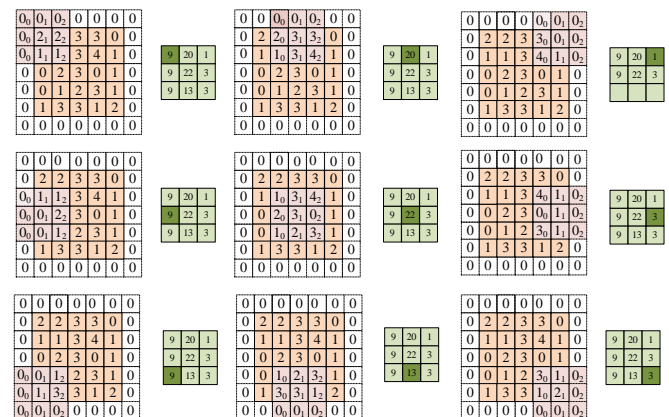 0₀ 0₁ 0₂ 0 0 0 0
0₀ 2₁ 2₂ 3 3 0 0
0₀ 1₁ 1₂ 3 4 1 0
0 0 2 3 0 1 0
0 0 1 2 3 1 0
0 1 3 3 1 2 0
0 0 0 0 0 0 0
9 20 1
9 22 3
9 13 3
0 0 0₀ 0₁ 0₂ 0 0
0 2 2₀ 3₁ 3₂ 0 0
0 1 1₀ 3₁ 4₂ 1 0
0 0 2 3 0 1 0
0 0 1 2 3 1 0
0 1 3 3 1 2 0
0 0 0 0 0 0 0
9 20 1
9 22 3
9 13 3
0 0 0 0 0₀ 0₁ 0₂
0 2 2 3 3₀ 0₁ 0₂
0 1 1 3 4₀ 1₁ 0₂
0 0 2 3 0 1 0
0 0 1 2 3 1 0
0 1 3 3 1 2 0
0 0 0 0 0 0 0
9 20 1
9 22 3
0 0 0 0 0 0 0
0 2 2 3 3 0 0
0₀ 1₁ 1₂ 3 4 1 0
0₀ 0₁ 2₂ 3 0 1 0
0₀ 0₁ 1₂ 2 3 1 0
0 1 3 3 1 2 0
0 0 0 0 0 0 0
9 20 1
9 22 3
9 13 3
0 0 0 0 0 0 0
0 2 2 3 3 0 0
0 1 1₀ 3₁ 4₂ 1 0
0 0 2₀ 3₁ 0₂ 1 0
0 0 1₀ 2₁ 3₂ 1 0
0 1 3 3 1 2 0
0 0 0 0 0 0 0
9 20 1
9 22 3
9 13 3
0 0 0 0 0 0 0
0 2 2 3 3 0 0
0 1 1 3 4₀ 1₁ 0₂
0 0 2 3 0₀ 1₁ 0₂
0 0 1 2 3₀ 1₁ 0₂
0 1 3 3 1 2 0
0 0 0 0 0 0 0
9 20 1
9 22 3
9 13 3
0 0 0 0 0 0 0
0 2 2 3 3 0 0
0 1 1 3 4 1 0
0 0 2 3 0 1 0
0₀ 0₁ 1₂ 2 3 1 0
0₀ 1₁ 3₂ 3 1 2 0
0₀ 0₁ 0₂ 0 0 0 0
9 20 1
9 22 3
9 13 3
0 0 0 0 0 0 0
0 2 2 3 3 0 0
0 1 1 3 4 1 0
0 0 2 3 0 1 0
0 0 1₀ 2₁ 3₂ 1 0
0 1 3₀ 3₁ 1₂ 2 0
0 0 0₀ 0₁ 0₂ 0 0
9 20 1
9 22 3
9 13 3
0 0 0 0 0 0 0
0 2 2 3 3 0 0
0 1 1 3 4 1 0
0 0 2 3 0 1 0
0 0 1 2 3₀ 1₁ 0₂
0 1 3 3 1₀ 2₁ 0₂
0 0 0 0 0₀ 0₁ 0₂
9 20 1
9 22 3
9 13 3